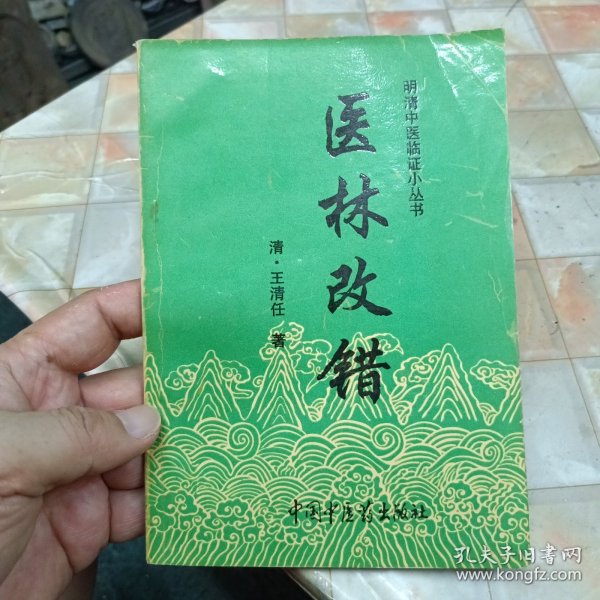 明清中医临证小丛书
医林改错
清·王清任 著
中国中医药出版社
孔夫子旧书网
www.kongfz.com